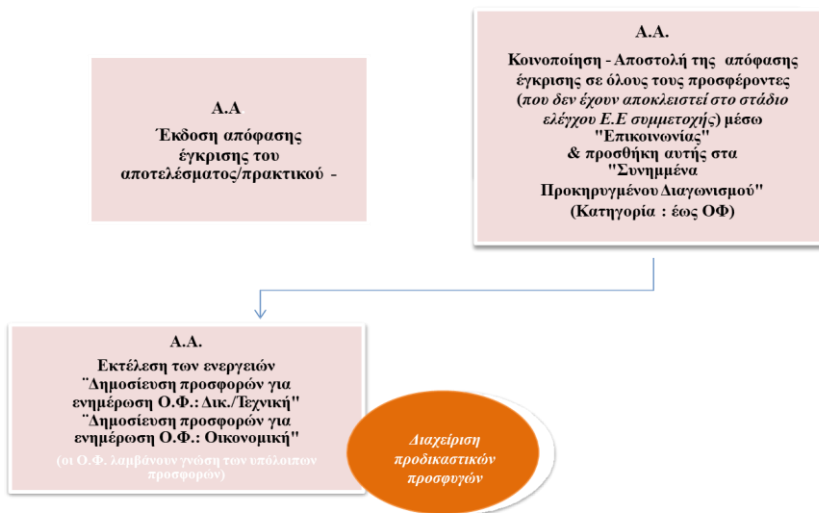 Α.Α
Έκδοση απόφασης
έγκρισης του
αποτελέσματος/πρακτικού -
Α.Α.
Κοινοποίηση - Αποστολή της απόφασης
έγκρισης σε όλους τους προσφέροντες
(που δεν έχουν αποκλειστεί στο στάδιο
ελέγχου Ε.Ε συμμετοχής) μέσω
"Επικοινωνίας"
& προσθήκη αυτής στα
"Συνημμένα
Προκηρυγμένου Διαγωνισμού"
(Κατηγορία : έως ΟΦ)
Α.Α.
Εκτέλεση των ενεργειών
¨Δημοσίευση προσφορών για
ενημέρωση Ο.Φ.: Δικ./Τεχνική"
¨Δημοσίευση προσφορών για
ενημέρωση Ο.Φ.: Οικονομική"
(οι Ο.Φ. λαμβάνουν γνώση των υπόλοιπων
προσφορών)
Διαχείριση
προδικαστικών
προσφυγών